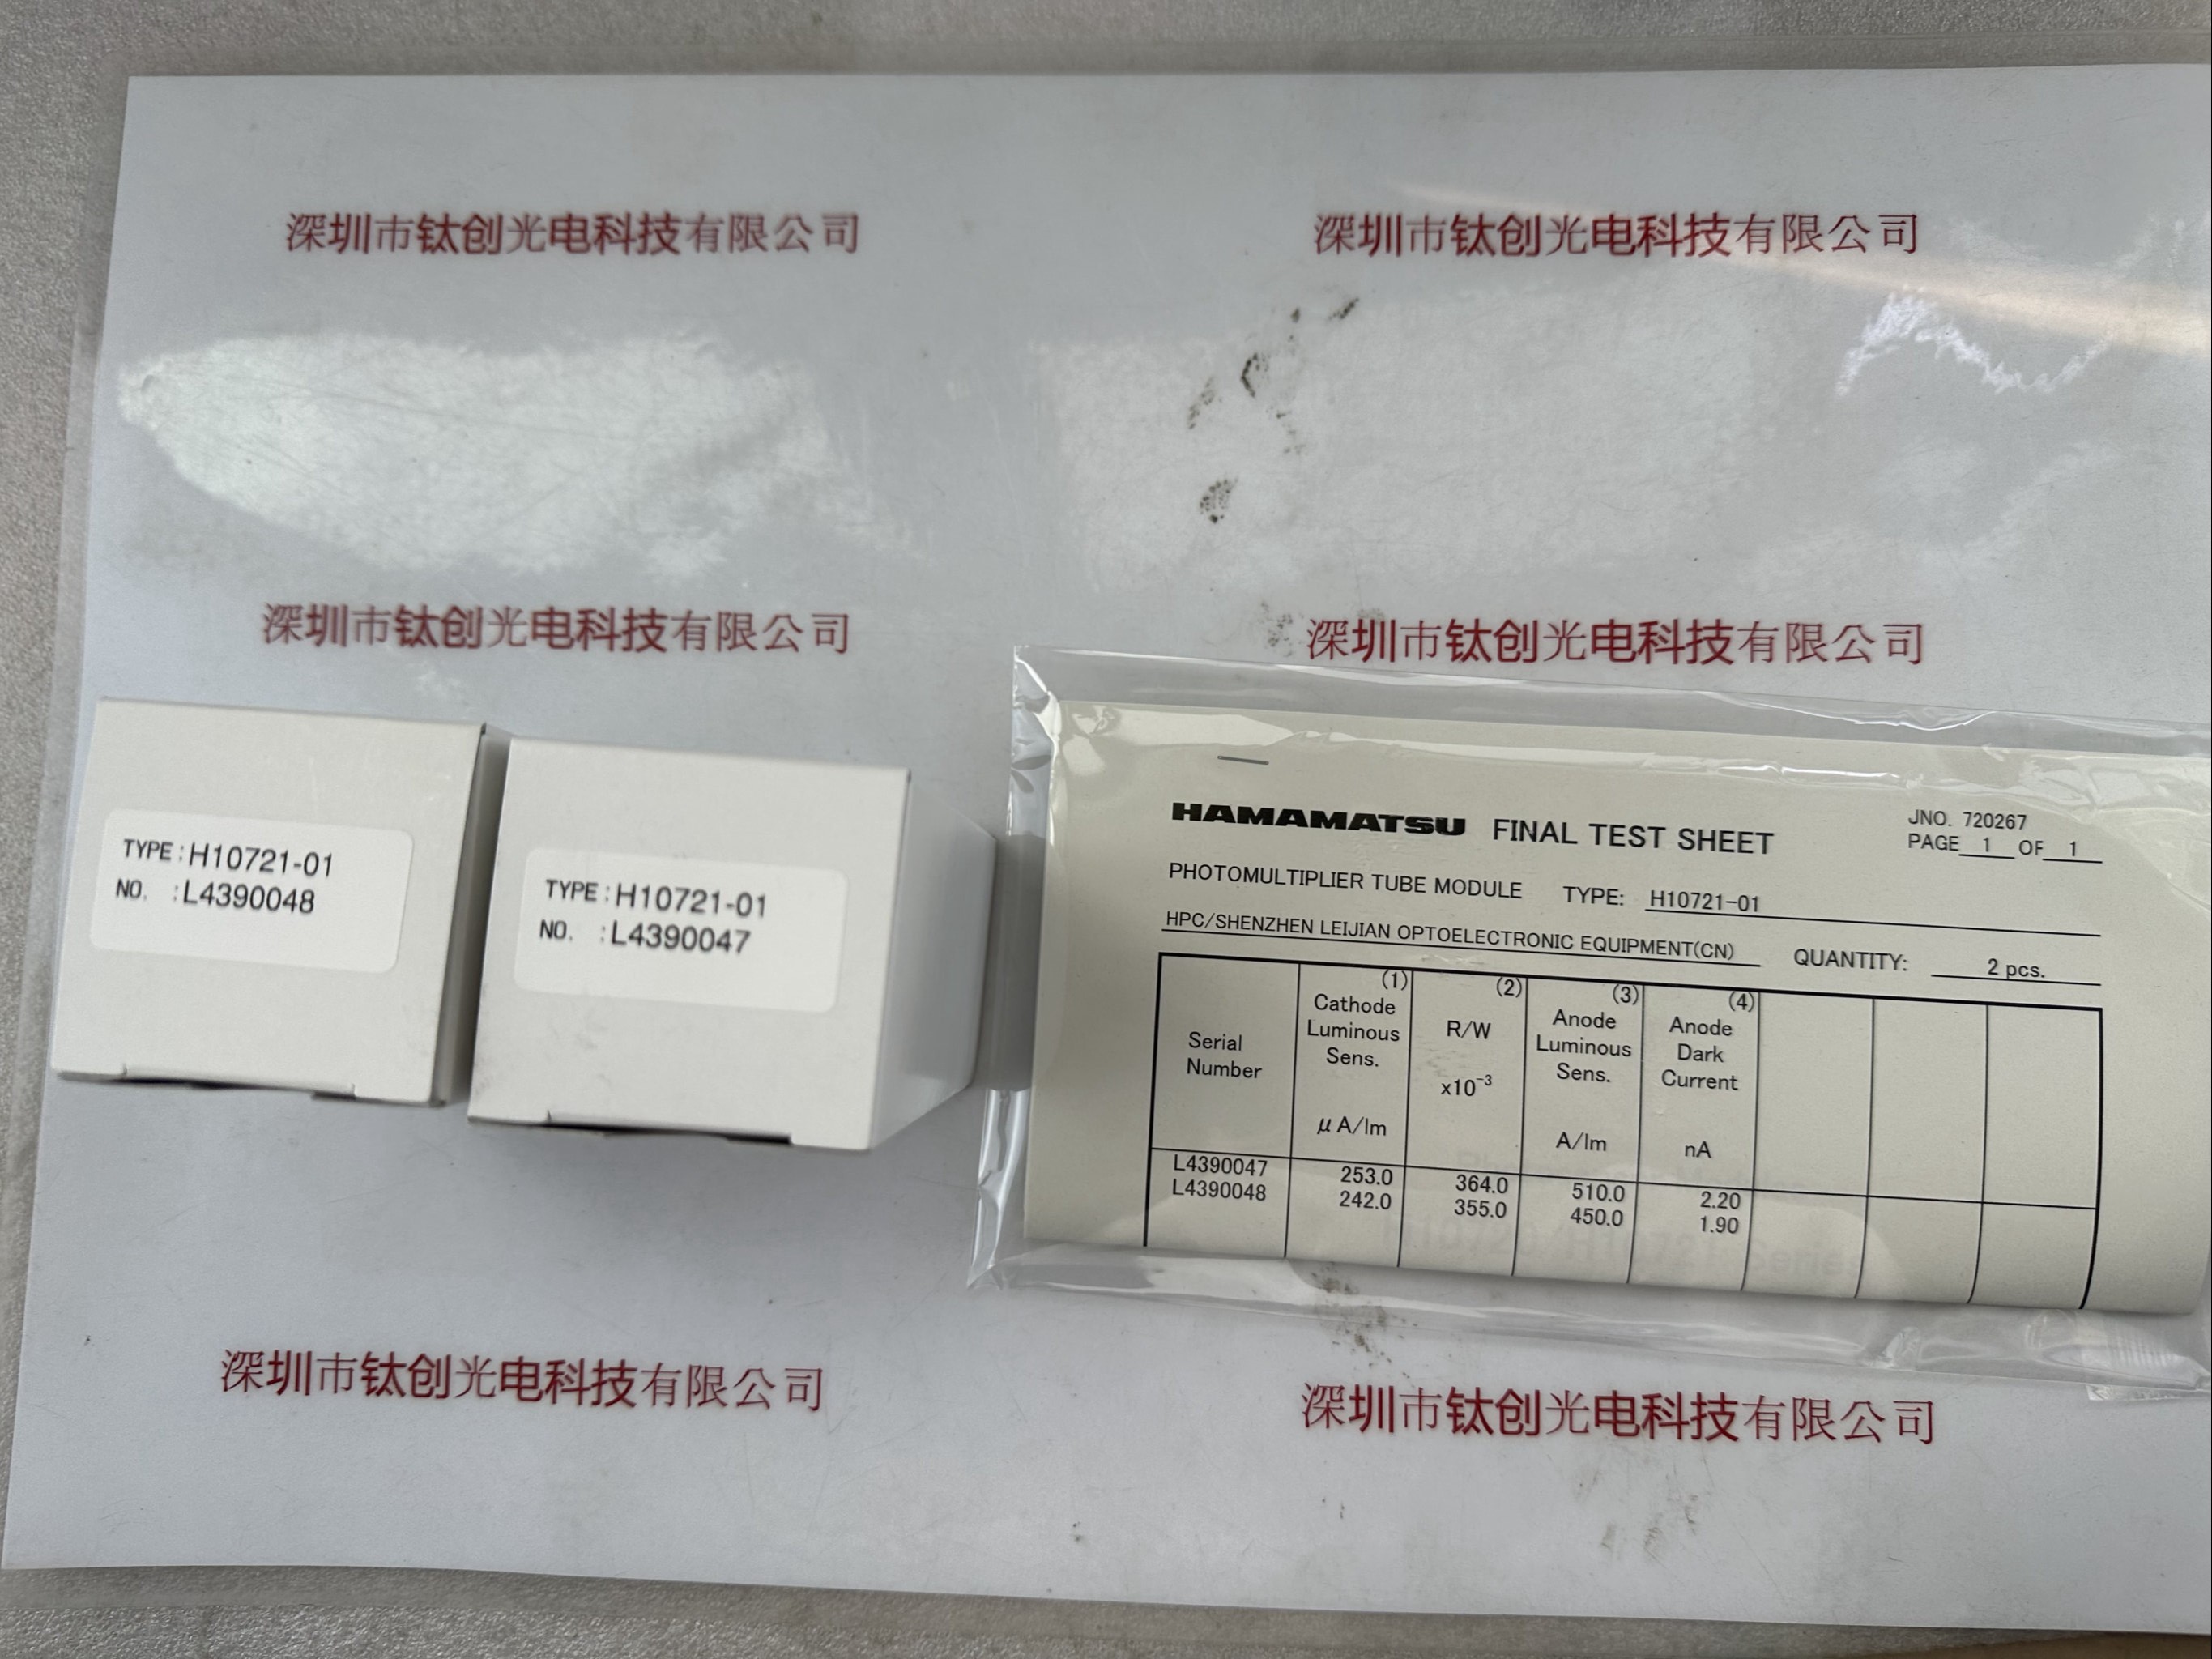 深圳市钛创光电科技有限公司
深圳市钛创光电科技有限公司
深圳市钛创光电科技有限公司
深圳市钛创光电科技有限公司
TYPE : H10721-01
NO. : L4390048
TYPE : H10721-01
NO. : L4390047
HAMAMATSU FINAL TEST SHEET
JNO. 720267
PAGE 1 OF 1
PHOTOMULTIPLIER TUBE MODULE TYPE: H10721-01
HPC/SHENZHEN LEIJIAN OPTOELECTRONIC EQUIPMENT(CN) QUANTITY: 2 pcs.
Serial Number
(1) Cathode Luminous Sens. μA/lm
(2) R/W x10⁻³
(3) Anode Luminous Sens. A/lm
(4) Anode Dark Current nA
L4390047 253.0 364.0 510.0 2.20
L4390048 242.0 355.0 450.0 1.90
深圳市钛创光电科技有限公司
深圳市钛创光电科技有限公司